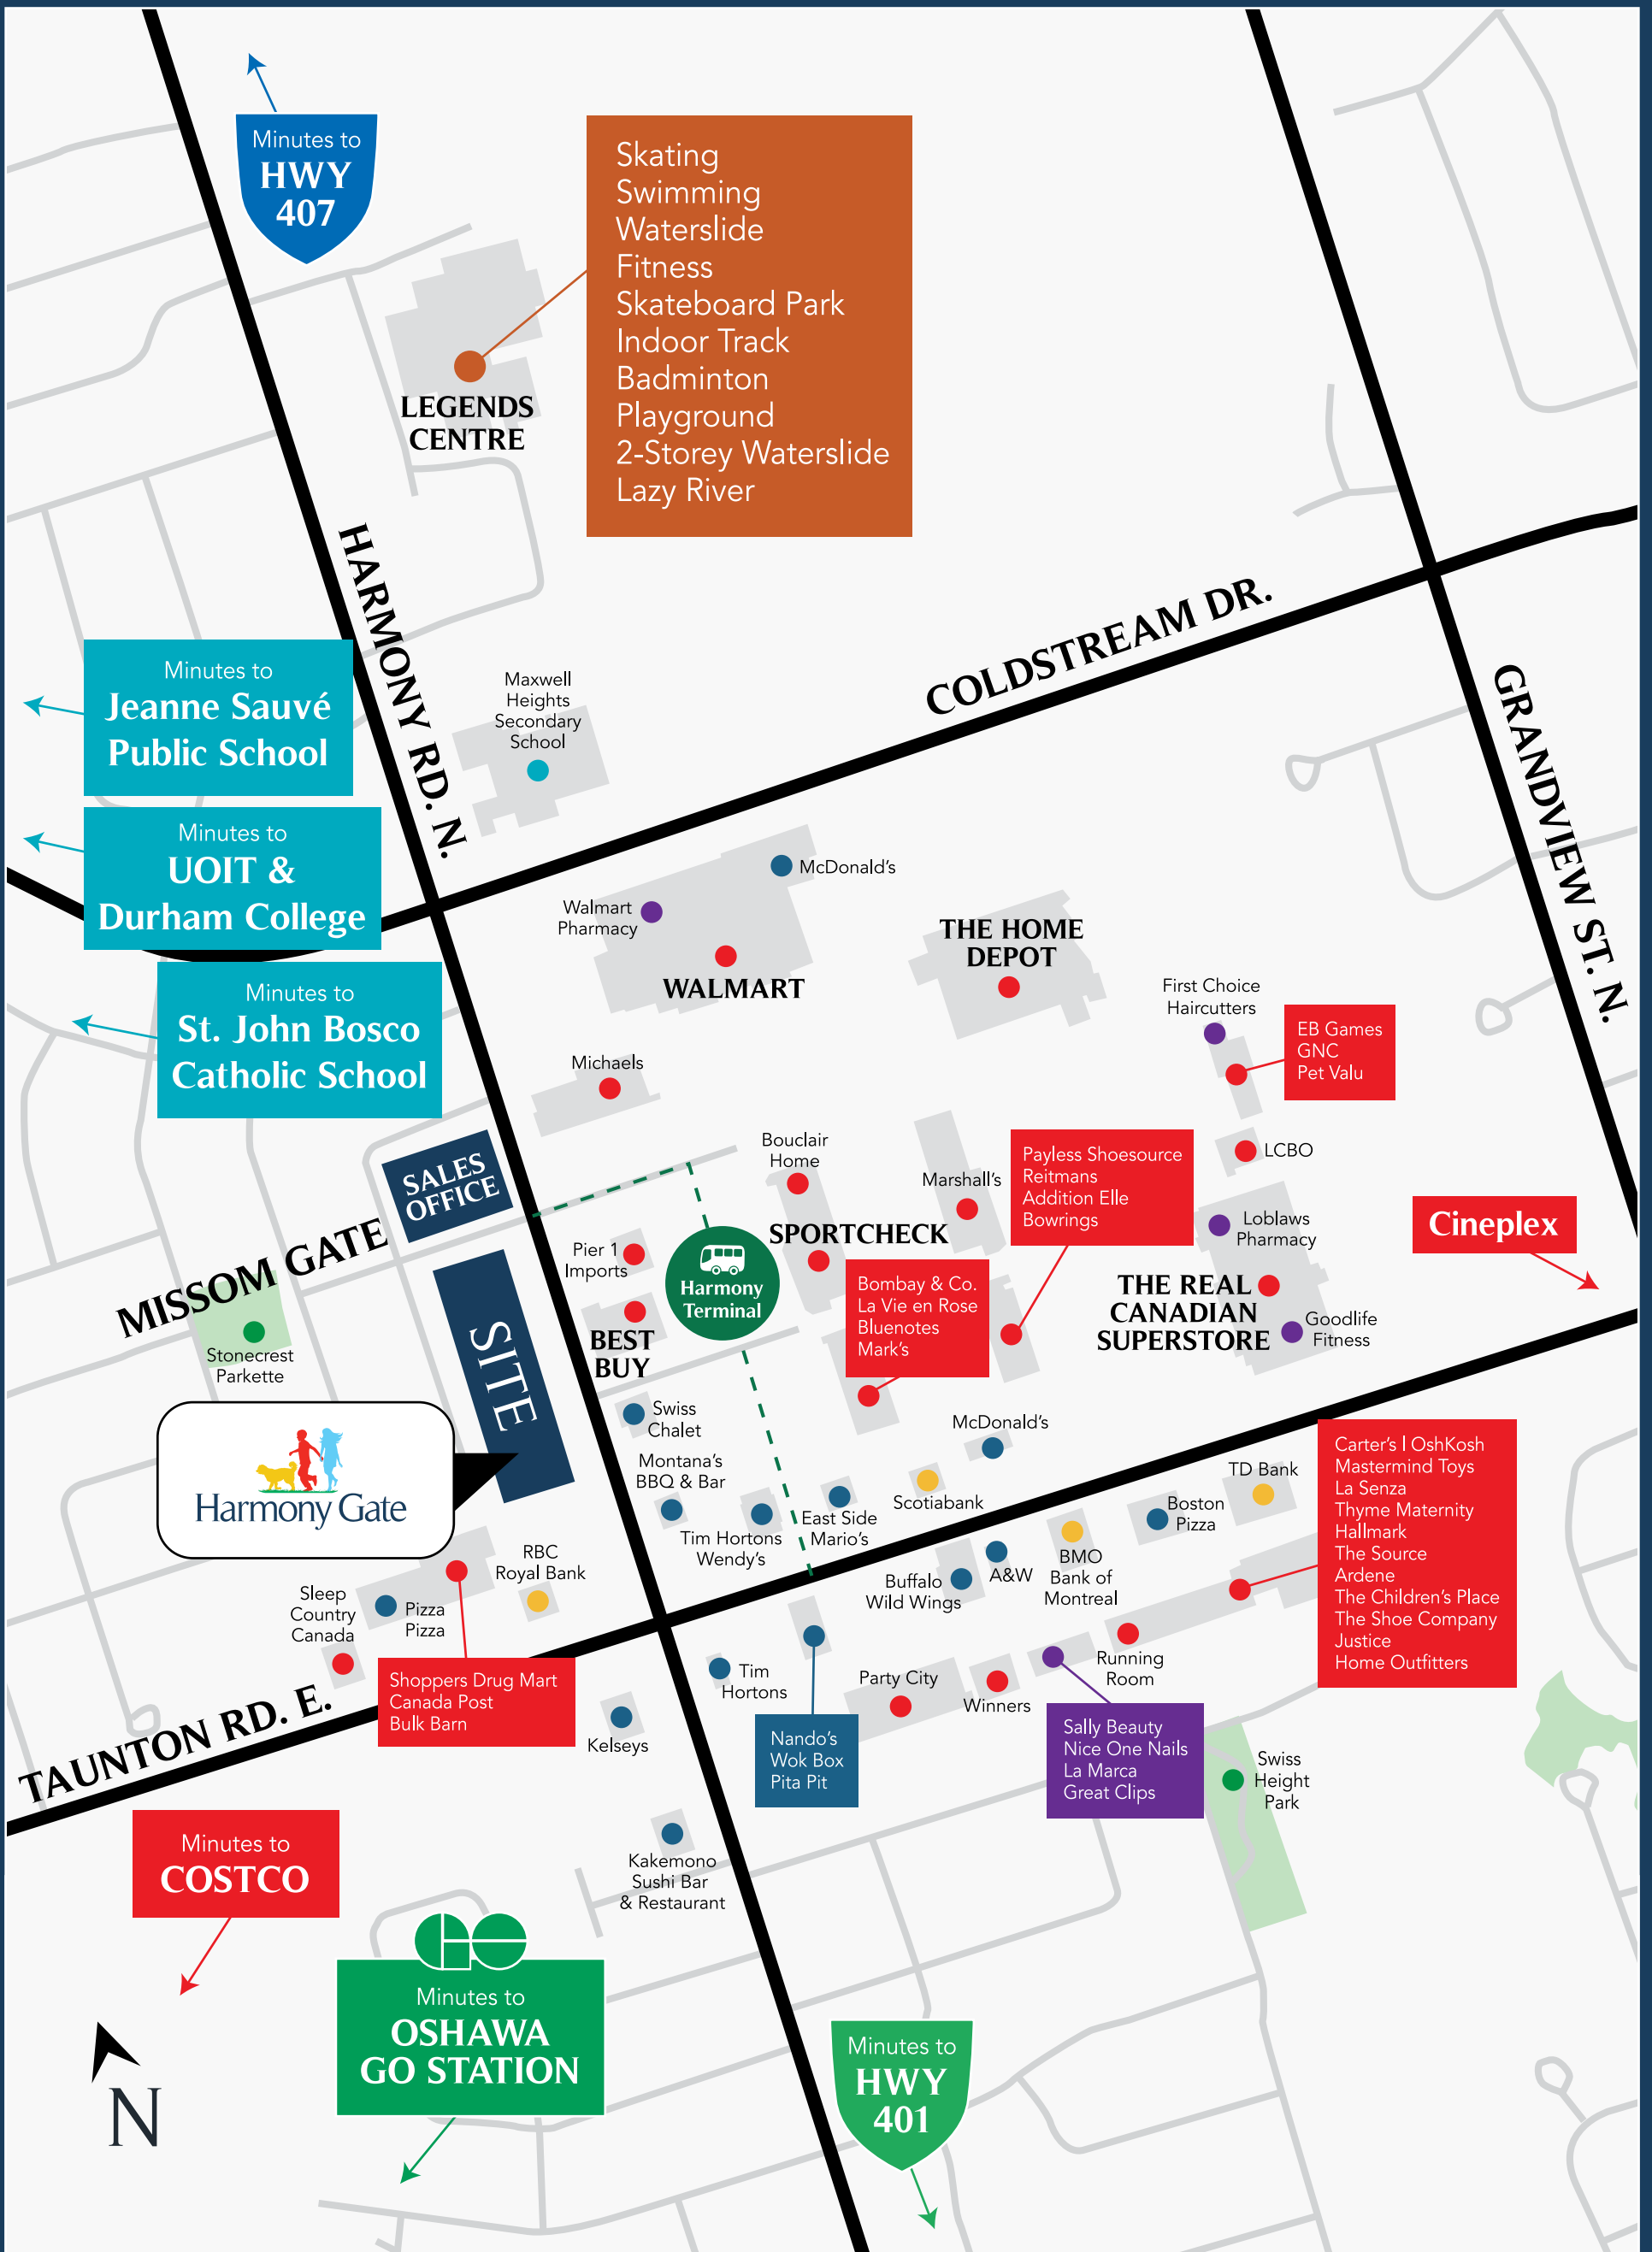 Minutes to
HWY
407
Skating
Swimming
Waterslide
Fitness
Skateboard Park
Indoor Track
Badminton
Playground
2-Storey Waterslide
Lazy River
LEGENDS
CENTRE
HARMONY RD. N.
COLDSTREAM DR.
GRANDVIEW ST. N.
Minutes to
Jeanne Sauvé
Public School
Maxwell
Heights
Secondary
School
Minutes to
UOIT &
Durham College
Minutes to
St. John Bosco
Catholic School
McDonald's
Walmart
Pharmacy
WALMART
THE HOME
DEPOT
First Choice
Haircutters
EB Games
GNC
Pet Valu
Michaels
LCBO
SALES
OFFICE
Bouclair
Home
Marshall's
Payless Shoesource
Reitmans
Addition Elle
Bowrings
Loblaws
Pharmacy
Cineplex
MISSOM GATE
Pier 1
Imports
Harmony
Terminal
SPORTCHECK
Bombay & Co.
La Vie en Rose
Bluenotes
Mark's
THE REAL
CANADIAN
SUPERSTORE
Goodlife
Fitness
Stonecrest
Parkette
SITE
BEST
BUY
Swiss
Chalet
McDonald's
Harmony Gate
Montana's
BBQ & Bar
Tim Hortons
Wendy's
East Side
Mario's
Scotiabank
TD Bank
Boston
Pizza
Carter's | OshKosh
Mastermind Toys
La Senza
Thyme Maternity
Hallmark
The Source
Ardene
The Children's Place
The Shoe Company
Justice
Home Outfitters
RBC
Royal Bank
Sleep
Country
Canada
Pizza
Pizza
Buffalo
Wild Wings
A&W
BMO
Bank of
Montreal
Shoppers Drug Mart
Canada Post
Bulk Barn
Tim
Hortons
Party City
Winners
Running
Room
TAUNTON RD. E.
Kelseys
Nando's
Wok Box
Pita Pit
Sally Beauty
Nice One Nails
La Marca
Great Clips
Swiss
Height
Park
Minutes to
COSTCO
Kakemono
Sushi Bar
& Restaurant
GO
Minutes to
OSHAWA
GO STATION
Minutes to
HWY
401
N